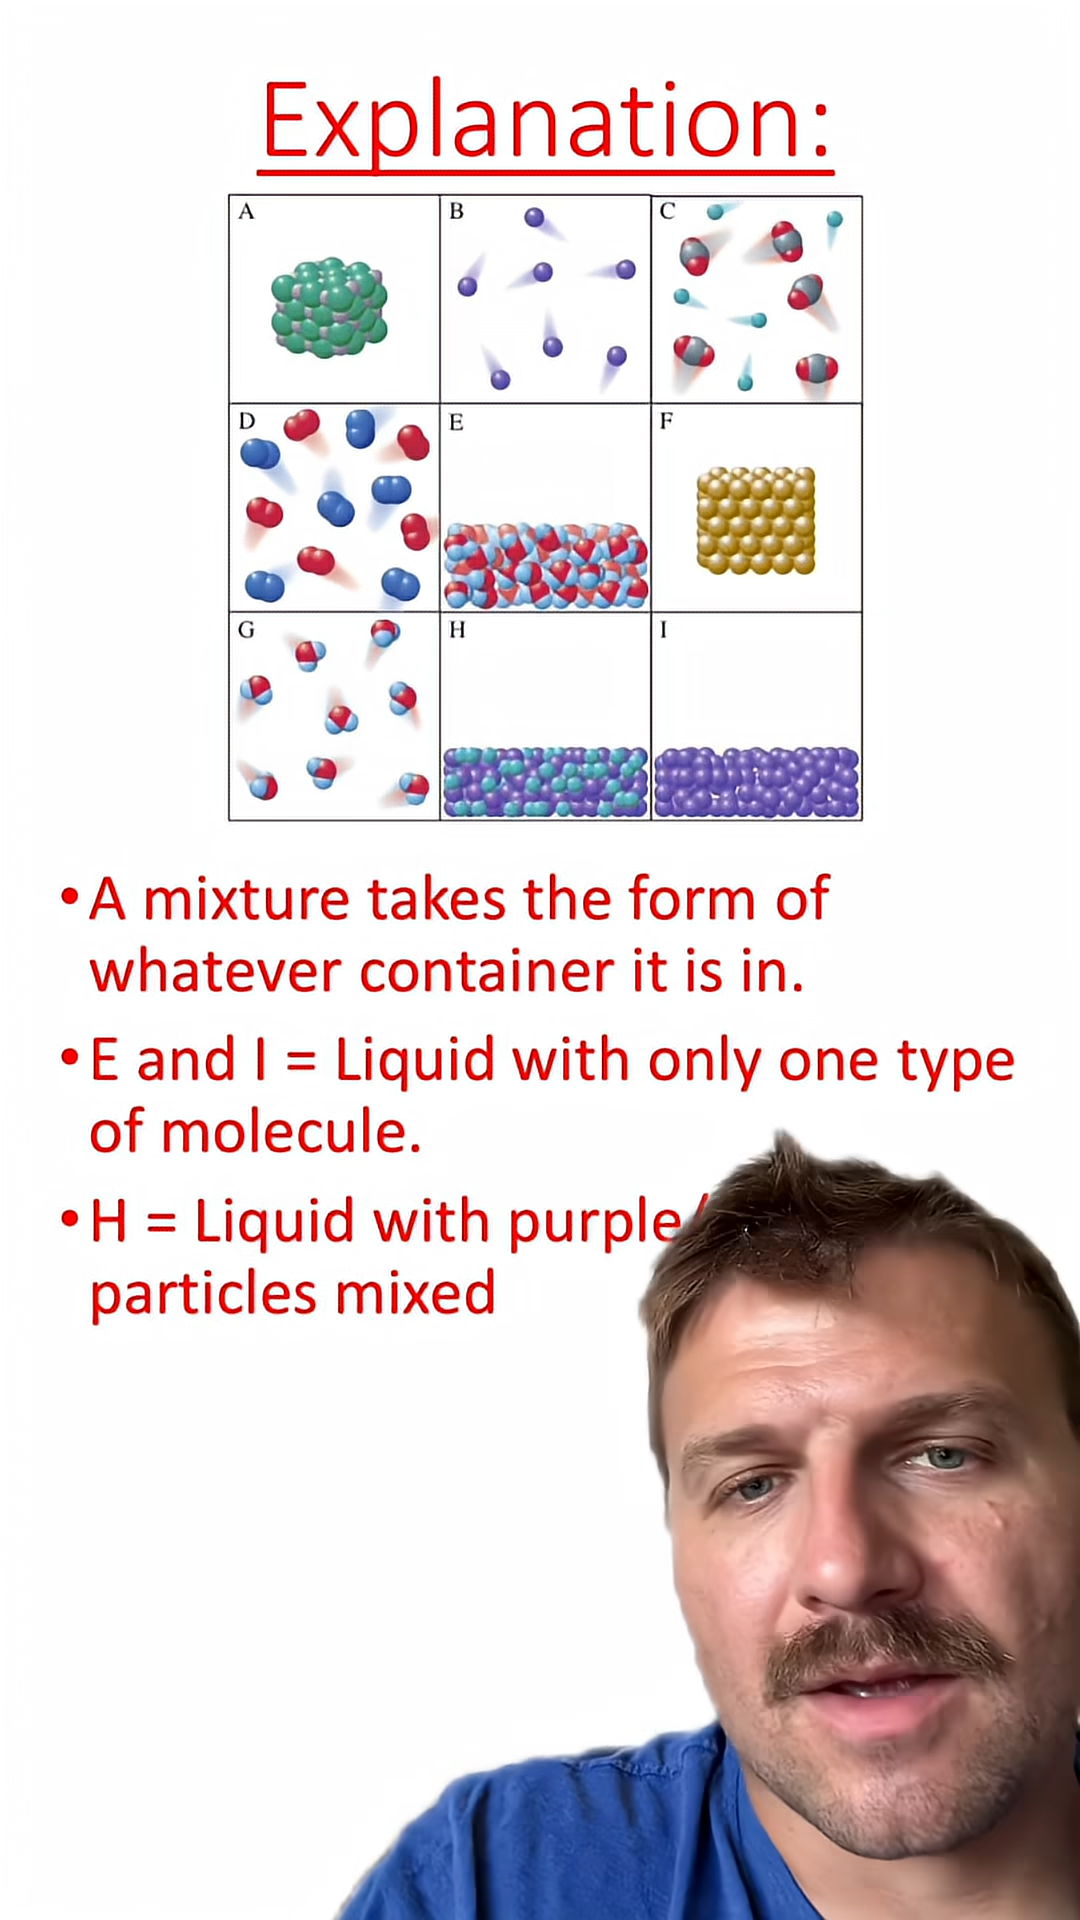 Explanation:
A
B
C
D
E
F
G
H
I
•A mixture takes the form of
whatever container it is in.
•E and I = Liquid with only one type
of molecule.
•H = Liquid with purple/
particles mixed